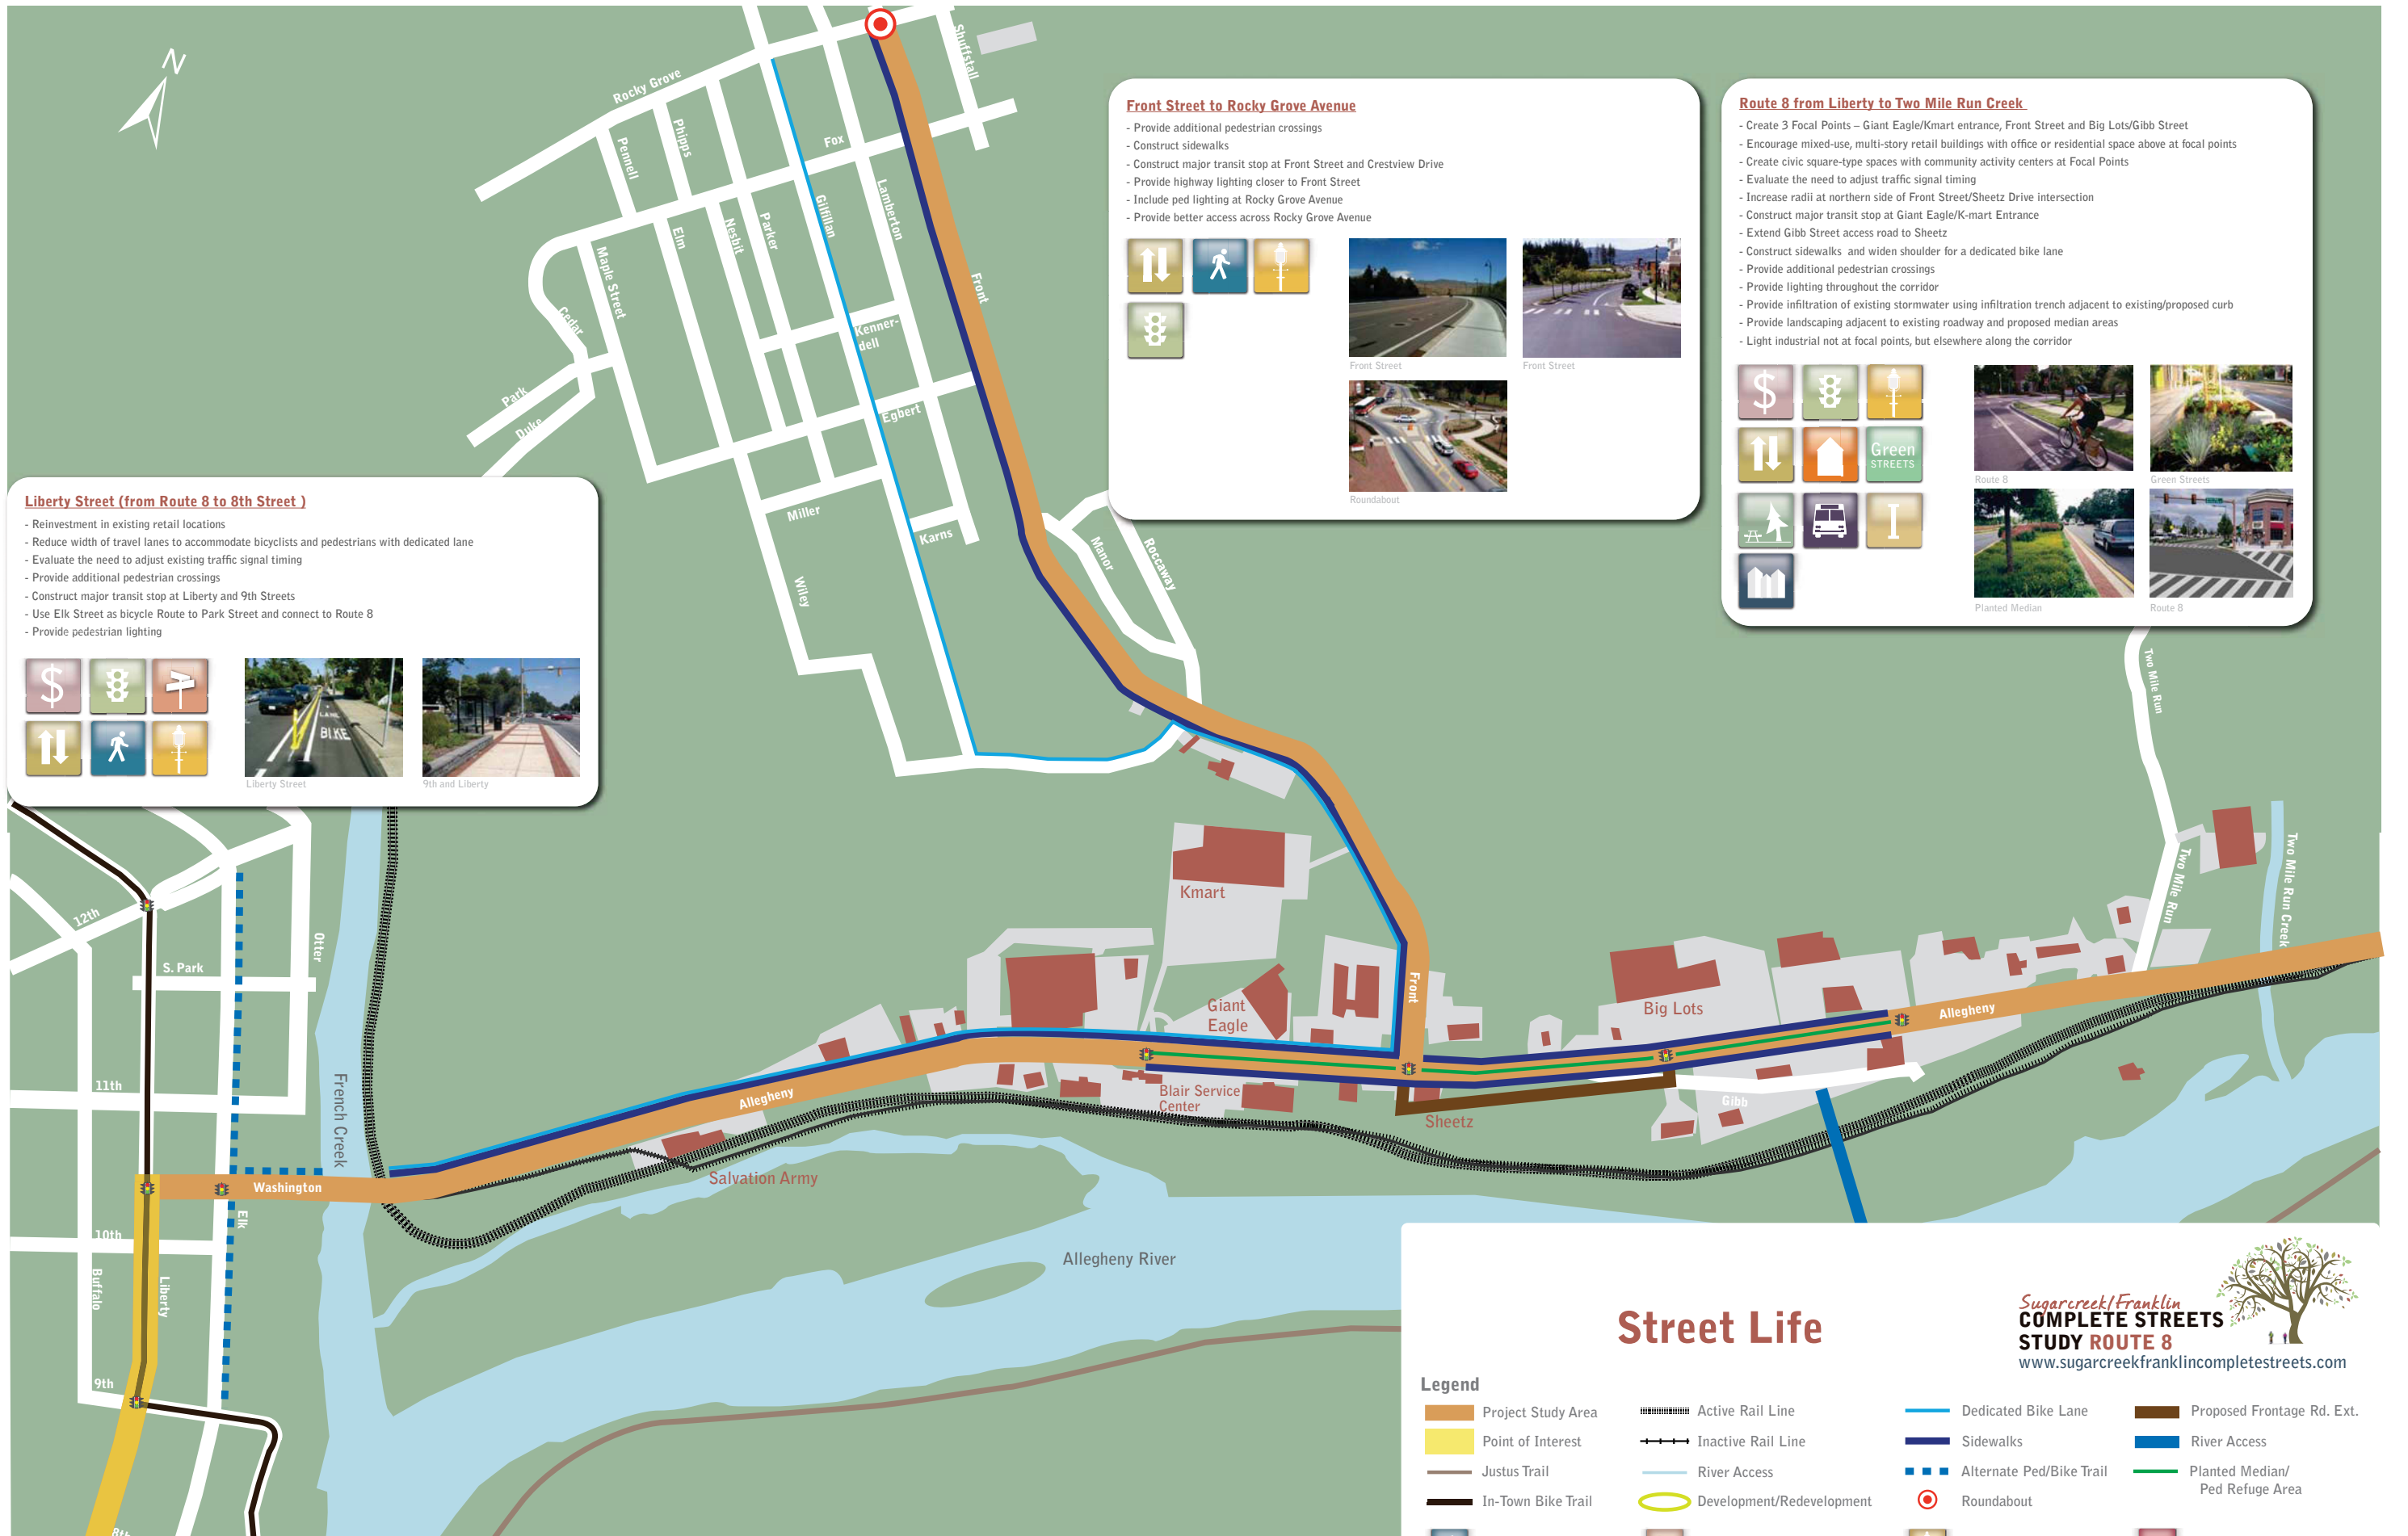 N
Rocky Grove
Shuffstall
Pennell
Phipps
Fox
Elm
Nesbit
Parker
Gilfillan
Lamberton
Maple Street
Cedar
Front
Kenner-
dell
Park
Duke
Egbert
Miller
Karns
Wiley
Manor
Roccaway
Front Street to Rocky Grove Avenue
- Provide additional pedestrian crossings
- Construct sidewalks
- Construct major transit stop at Front Street and Crestview Drive
- Provide highway lighting closer to Front Street
- Include ped lighting at Rocky Grove Avenue
- Provide better access across Rocky Grove Avenue
Front Street
Front Street
Roundabout
Route 8 from Liberty to Two Mile Run Creek
- Create 3 Focal Points – Giant Eagle/Kmart entrance, Front Street and Big Lots/Gibb Street
- Encourage mixed-use, multi-story retail buildings with office or residential space above at focal points
- Create civic square-type spaces with community activity centers at Focal Points
- Evaluate the need to adjust traffic signal timing
- Increase radii at northern side of Front Street/Sheetz Drive intersection
- Construct major transit stop at Giant Eagle/K-mart Entrance
- Extend Gibb Street access road to Sheetz
- Construct sidewalks and widen shoulder for a dedicated bike lane
- Provide additional pedestrian crossings
- Provide lighting throughout the corridor
- Provide infiltration of existing stormwater using infiltration trench adjacent to existing/proposed curb
- Provide landscaping adjacent to existing roadway and proposed median areas
- Light industrial not at focal points, but elsewhere along the corridor
$
Green
STREETS
Route 8
Green Streets
Planted Median
Route 8
Liberty Street (from Route 8 to 8th Street )
- Reinvestment in existing retail locations
- Reduce width of travel lanes to accommodate bicyclists and pedestrians with dedicated lane
- Evaluate the need to adjust existing traffic signal timing
- Provide additional pedestrian crossings
- Construct major transit stop at Liberty and 9th Streets
- Use Elk Street as bicycle Route to Park Street and connect to Route 8
- Provide pedestrian lighting
$
LANE
BIKE
Liberty Street
9th and Liberty
Two Mile Run
Two Mile Run
Two Mile Run Creek
12th
S. Park
Otter
11th
French Creek
Washington
Elk
10th
Buffalo
Liberty
9th
8th
Kmart
Giant
Eagle
Front
Big Lots
Allegheny
Allegheny
Blair Service
Center
Sheetz
Gibb
Salvation Army
Allegheny River
Street Life
Sugarcreek/Franklin
COMPLETE STREETS
STUDY ROUTE 8
www.sugarcreekfranklincompletestreets.com
Legend
Project Study Area
Point of Interest
Justus Trail
In-Town Bike Trail
Active Rail Line
Inactive Rail Line
River Access
Development/Redevelopment
Dedicated Bike Lane
Sidewalks
Alternate Ped/Bike Trail
Roundabout
Proposed Frontage Rd. Ext.
River Access
Planted Median/
Ped Refuge Area